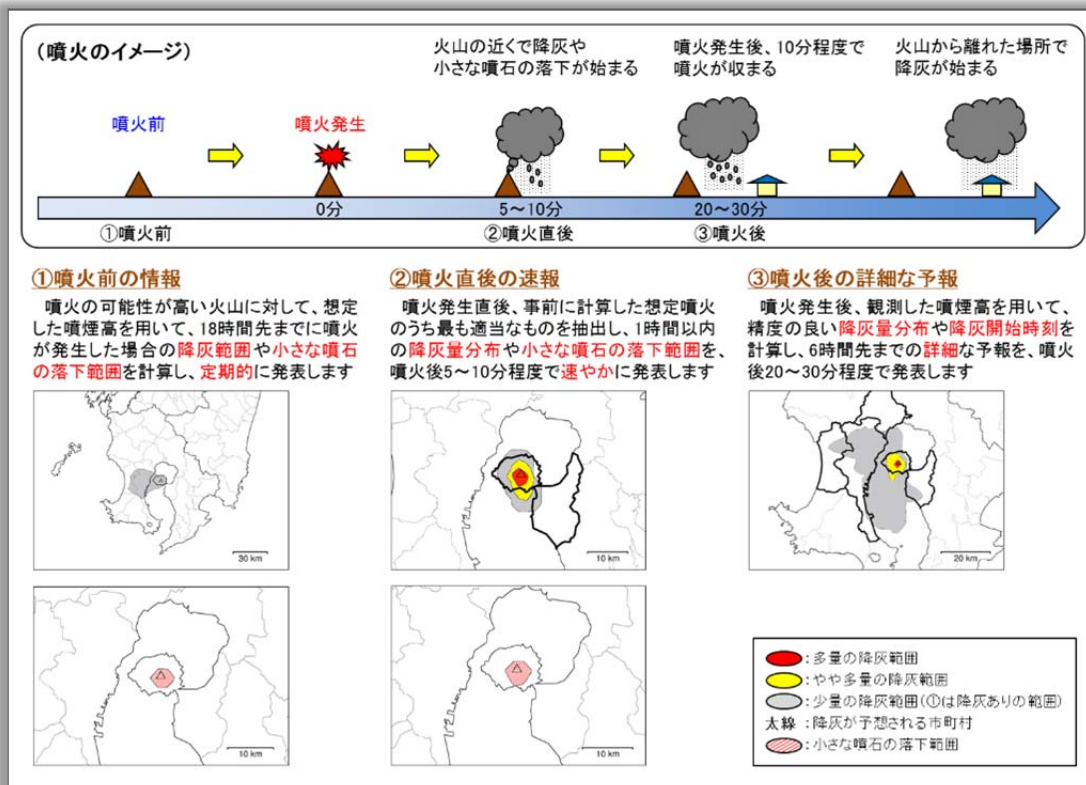 (噴火のイメージ)
火山の近くで降灰や
小さな噴石の落下が始まる
噴火発生後、10分程度で
噴火が収まる
火山から離れた場所で
降灰が始まる
噴火前
噴火発生
0分
5～10分
20～30分
①噴火前
②噴火直後
③噴火後
①噴火前の情報
噴火の可能性が高い火山に対して、想定
した噴煙高を用いて、18時間先までに噴火
が発生した場合の降灰範囲や小さな噴石
の落下範囲を計算し、定期的に発表します
30 km
10 km
②噴火直後の速報
噴火発生直後、事前に計算した想定噴火
のうち最も適当なものを抽出し、1時間以内
の降灰量分布や小さな噴石の落下範囲を、
噴火後5～10分程度で速やかに発表します
10 km
10 km
③噴火後の詳細な予報
噴火発生後、観測した噴煙高を用いて、
精度の良い降灰量分布や降灰開始時刻を
計算し、6時間先までの詳細な予報を、噴火
後20～30分程度で発表します
20 km
:多量の降灰範囲
:やや多量の降灰範囲
:少量の降灰範囲(①は降灰ありの範囲)
太線 :降灰が予想される市町村
:小さな噴石の落下範囲